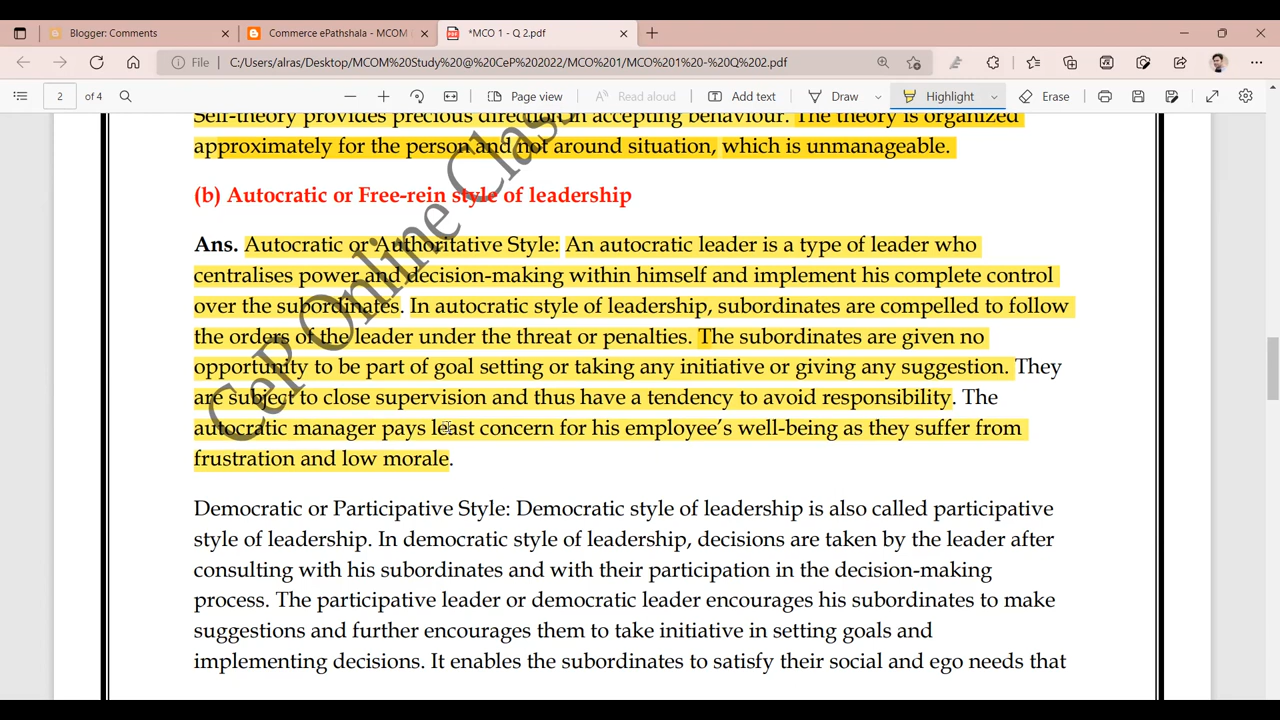 Blogger: Comments
Commerce ePathshala - MCOM
*MCO 1 - Q 2.pdf
File
C:/Users/alras/Desktop/MCOM%20Study%20@%20CeP%202022/MCO%201/MCO%201%20-%20Q%202.pdf
2 of 4
Page view
Read aloud
Add text
Draw
Highlight
Erase
Self-theory provides precious direction in accepting behaviour. The theory is organized
approximately for the person and not around situation, which is unmanageable.
(b) Autocratic or Free-rein style of leadership
Ans. Autocratic or Authoritative Style: An autocratic leader is a type of leader who
centralises power and decision-making within himself and implement his complete control
over the subordinates. In autocratic style of leadership, subordinates are compelled to follow
the orders of the leader under the threat or penalties. The subordinates are given no
opportunity to be part of goal setting or taking any initiative or giving any suggestion. They
are subject to close supervision and thus have a tendency to avoid responsibility. The
autocratic manager pays least concern for his employee's well-being as they suffer from
frustration and low morale.
Democratic or Participative Style: Democratic style of leadership is also called participative
style of leadership. In democratic style of leadership, decisions are taken by the leader after
consulting with his subordinates and with their participation in the decision-making
process. The participative leader or democratic leader encourages his subordinates to make
suggestions and further encourages them to take initiative in setting goals and
implementing decisions. It enables the subordinates to satisfy their social and ego needs that
CeP Online Class